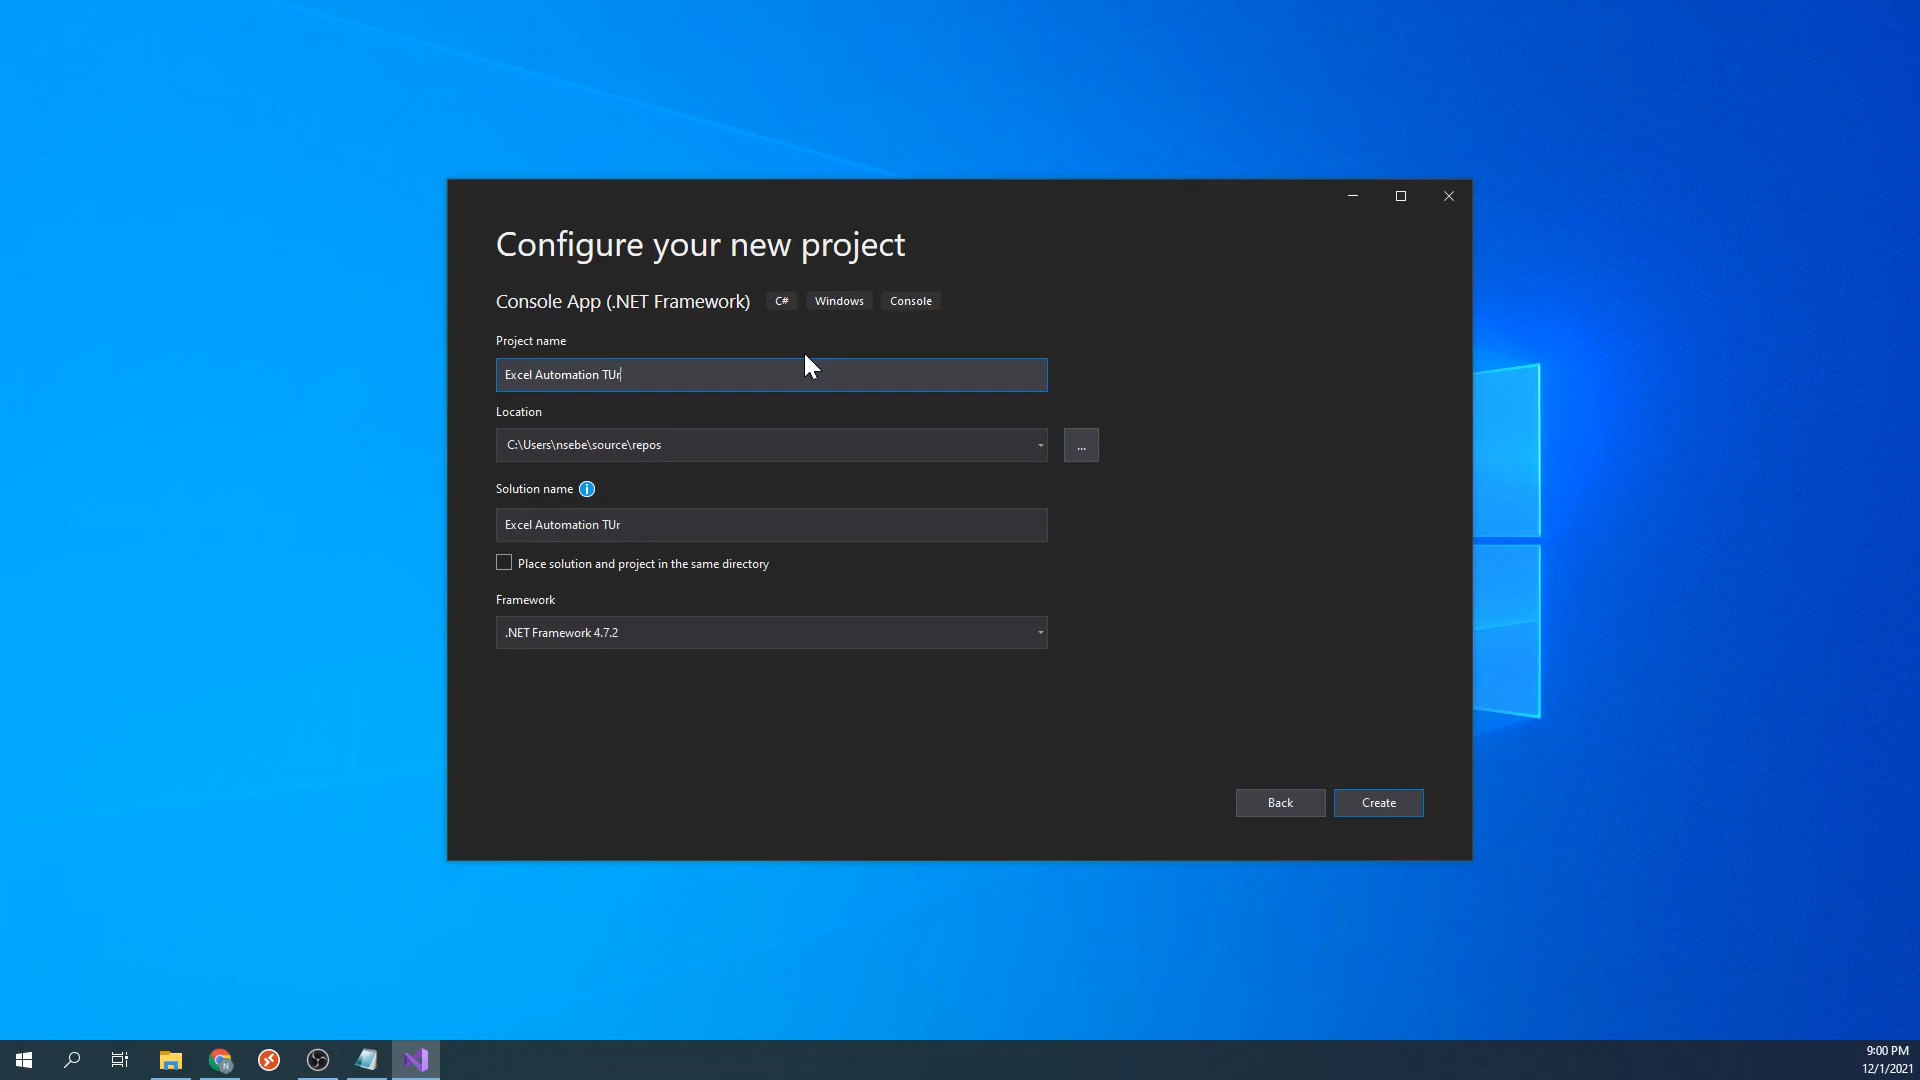 Configure your new project
Console App (.NET Framework) C# Windows Console
Project name
Excel Automation TUr
Location
C:\Users\nsebe\source\repos
...
Solution name
Excel Automation TUr
Place solution and project in the same directory
Framework
.NET Framework 4.7.2
Back Create
9:00 PM
12/1/2021